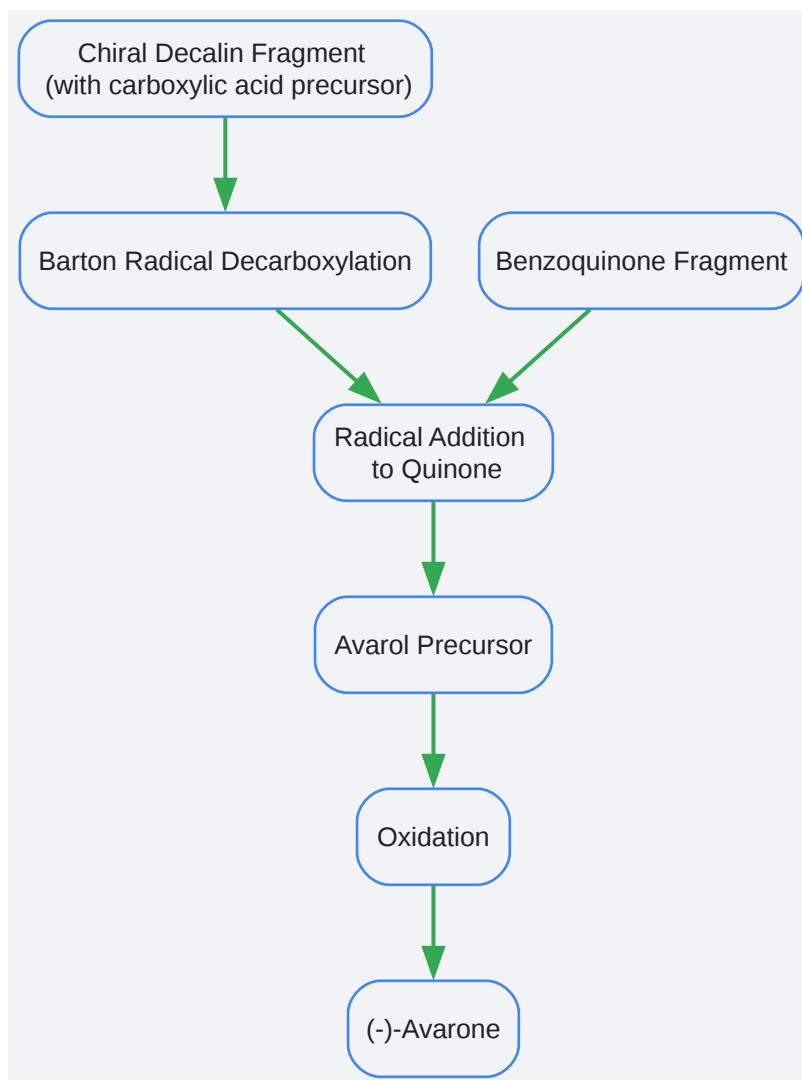 Chiral Decalin Fragment
(with carboxylic acid precursor)
Barton Radical Decarboxylation
Benzoquinone Fragment
Radical Addition
to Quinone
Avarol Precursor
Oxidation
(-)-Avarone